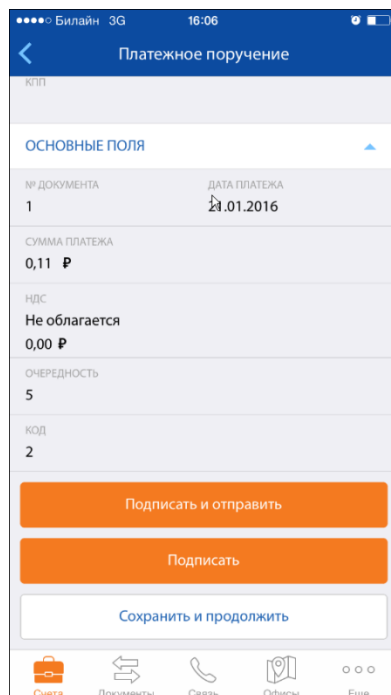 Билайн 3G 16:06
Платежное поручение
КПП
ОСНОВНЫЕ ПОЛЯ
№ ДОКУМЕНТА ДАТА ПЛАТЕЖА
1 21.01.2016
СУММА ПЛАТЕЖА
0,11 ₽
НДС
Не облагается
0,00 ₽
ОЧЕРЕДНОСТЬ
5
КОД
2
Подписать и отправить
Подписать
Сохранить и продолжить
Счета Документы Связь Офисы Еще